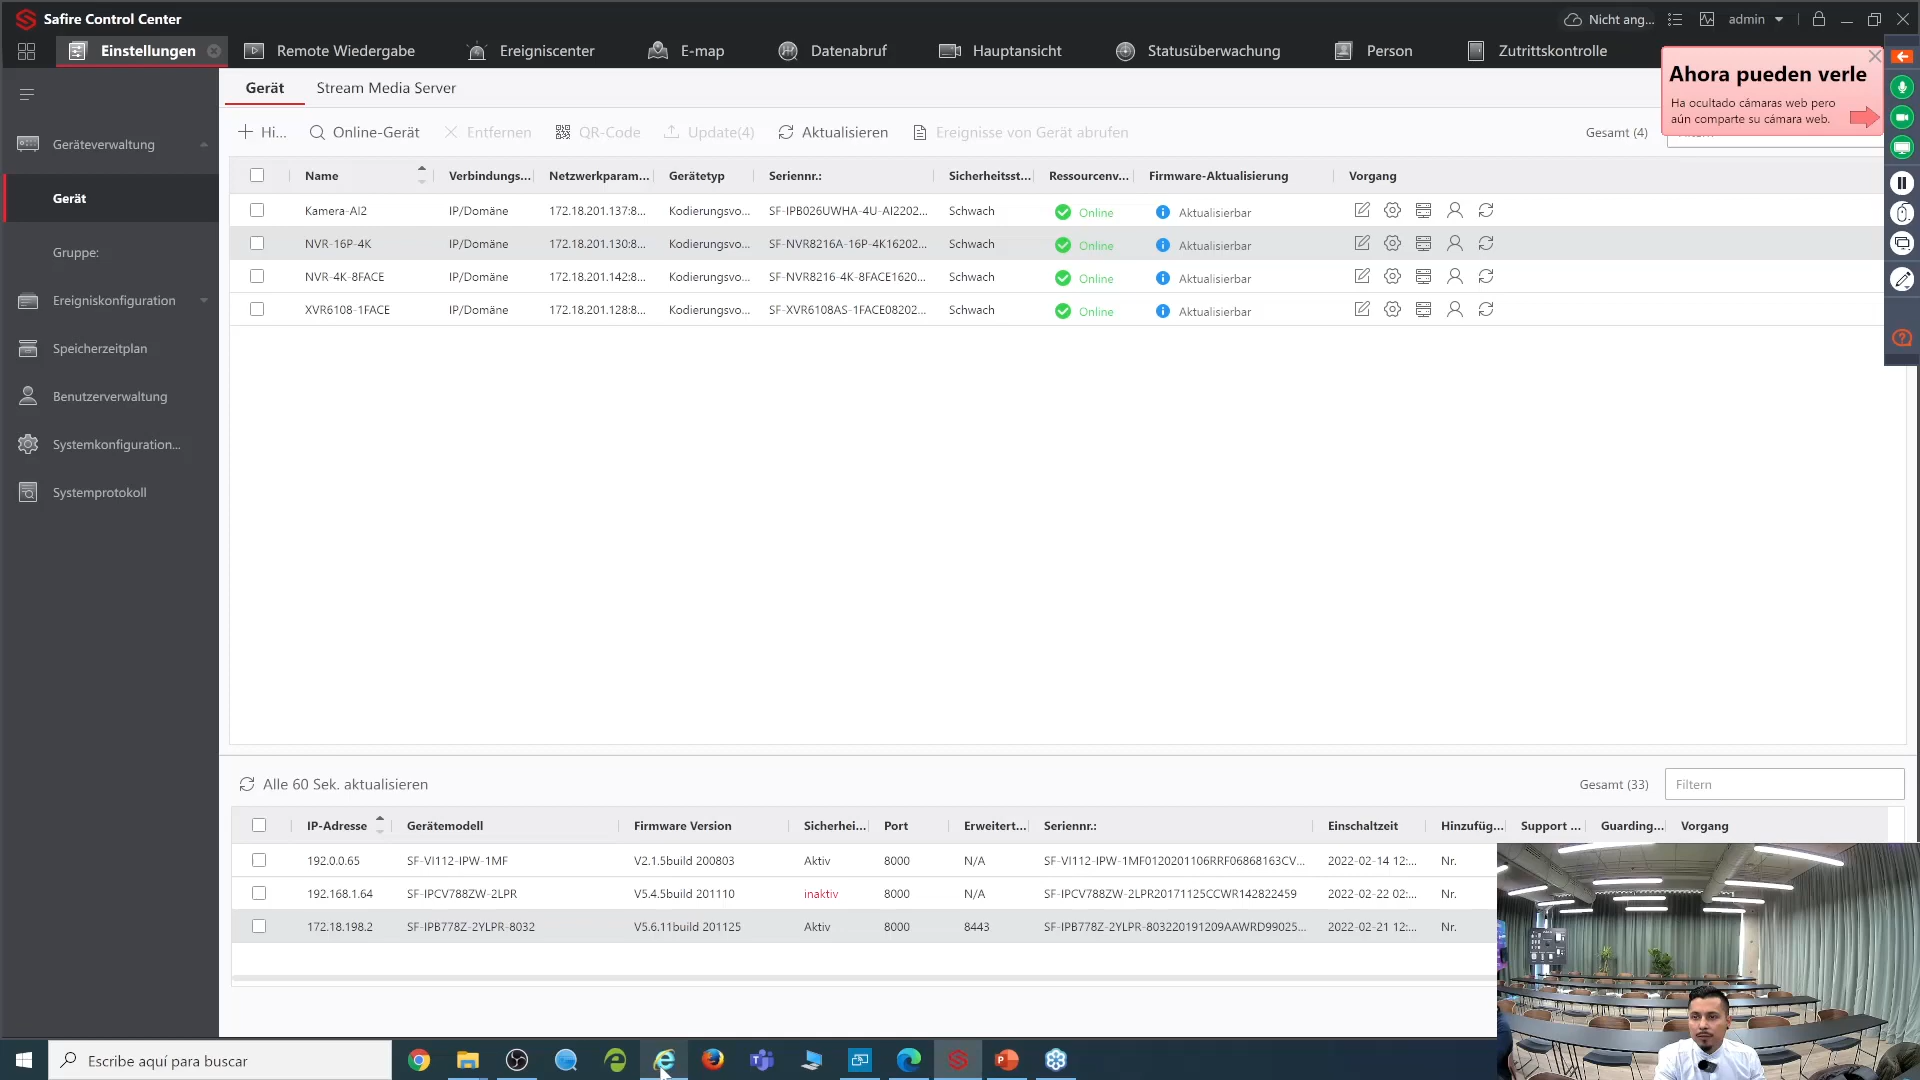 Safire Control Center
Nicht ang...
admin
Einstellungen
Remote Wiedergabe
Ereigniscenter
E-map
Datenabruf
Hauptansicht
Statusüberwachung
Person
Zutrittskontrolle
Ahora pueden verle
Ha ocultado cámaras web pero
aún comparte su cámara web.
Gerät
Stream Media Server
Hi...
Online-Gerät
Entfernen
QR-Code
Update(4)
Aktualisieren
Ereignisse von Gerät abrufen
Gesamt (4)
Geräteverwaltung
Gerät
Gruppe:
Ereigniskonfiguration
Speicherzeitplan
Benutzerverwaltung
Systemkonfiguration...
Systemprotokoll
Name Verbindungs... Netzwerkparam... Gerätetyp Seriennr.: Sicherheitsst... Ressourcenv... Firmware-Aktualisierung Vorgang
Kamera-AI2 IP/Domäne 172.18.201.137:8... Kodierungsvo... SF-IPB026UWHA-4U-AI2202... Schwach Online Aktualisierbar
NVR-16P-4K IP/Domäne 172.18.201.130:8... Kodierungsvo... SF-NVR8216A-16P-4K16202... Schwach Online Aktualisierbar
NVR-4K-8FACE IP/Domäne 172.18.201.142:8... Kodierungsvo... SF-NVR8216-4K-8FACE1620... Schwach Online Aktualisierbar
XVR6108-1FACE IP/Domäne 172.18.201.128:8... Kodierungsvo... SF-XVR6108AS-1FACE08202... Schwach Online Aktualisierbar
Alle 60 Sek. aktualisieren
Gesamt (33)
Filtern
IP-Adresse Gerätemodell Firmware Version Sicherhei... Port Erweitert... Seriennr.: Einschaltzeit Hinzufüg... Support ... Guarding... Vorgang
192.0.0.65 SF-VI112-IPW-1MF V2.1.5build 200803 Aktiv 8000 N/A SF-VI112-IPW-1MF0120201106RRF06868163CV... 2022-02-14 12:... Nr.
192.168.1.64 SF-IPCV788ZW-2LPR V5.4.5build 201110 inaktiv 8000 N/A SF-IPCV788ZW-2LPR20171125CCWR142822459 2022-02-22 02:... Nr.
172.18.198.2 SF-IPB778Z-2YLPR-8032 V5.6.11build 201125 Aktiv 8000 8443 SF-IPB778Z-2YLPR-803220191209AAWRD99025... 2022-02-21 12:... Nr.
Escribe aquí para buscar